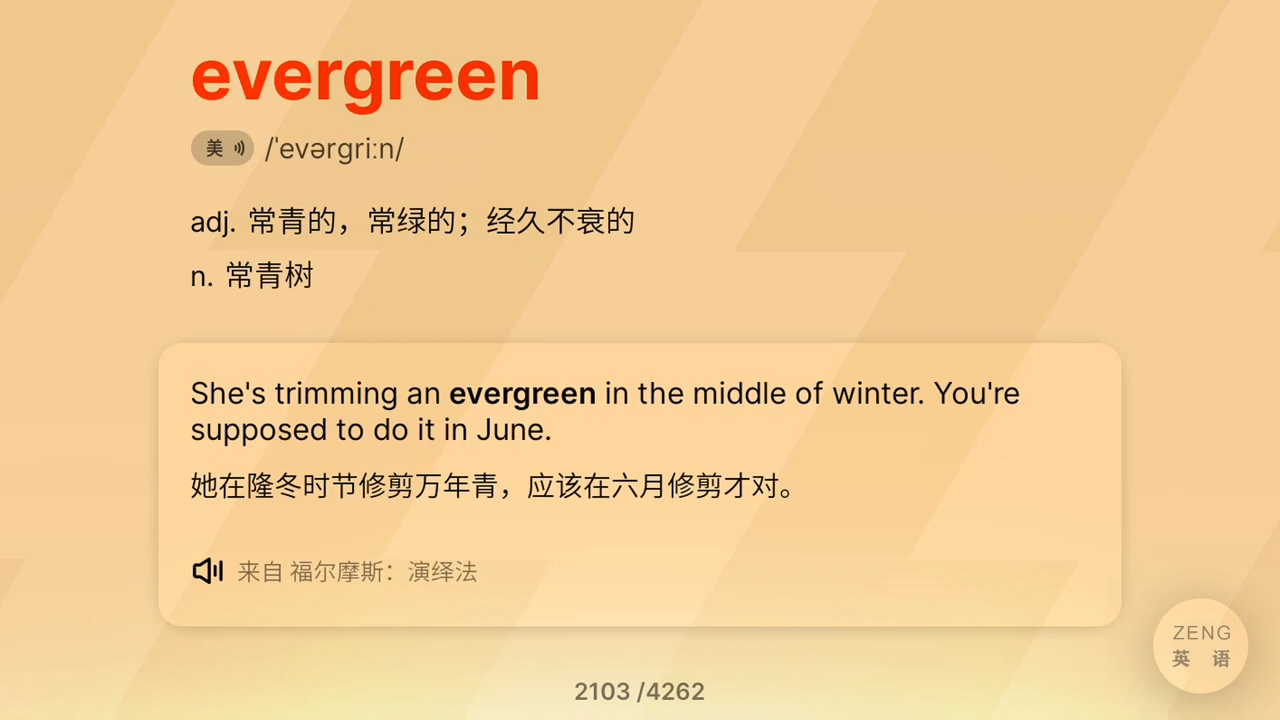 evergreen
美 /ˈevərgriːn/
adj. 常青的，常绿的；经久不衰的
n. 常青树
She's trimming an evergreen in the middle of winter. You're
supposed to do it in June.
她在隆冬时节修剪万年青，应该在六月修剪才对。
来自 福尔摩斯：演绎法
ZENG
英 语
2103 /4262